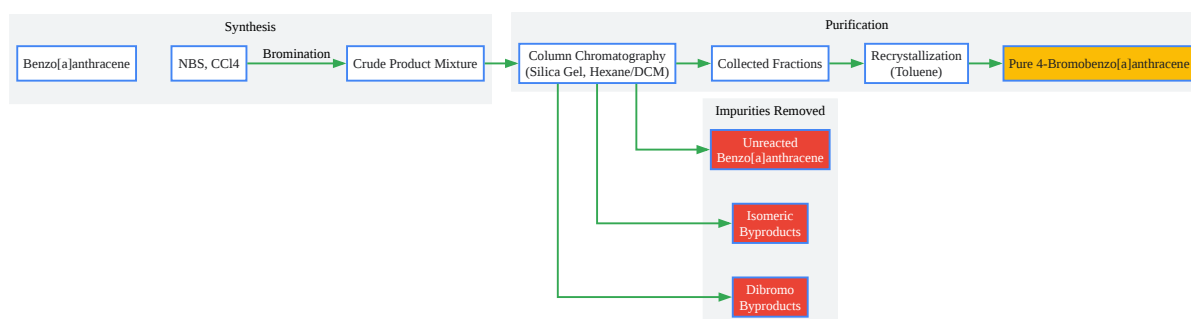 Synthesis
Benzo[a]anthracene
NBS, CCl4
Bromination
Crude Product Mixture
Purification
Column Chromatography
(Silica Gel, Hexane/DCM)
Collected Fractions
Recrystallization
(Toluene)
Pure 4-Bromobenzo[a]anthracene
Impurities Removed
Unreacted
Benzo[a]anthracene
Isomeric
Byproducts
Dibromo
Byproducts